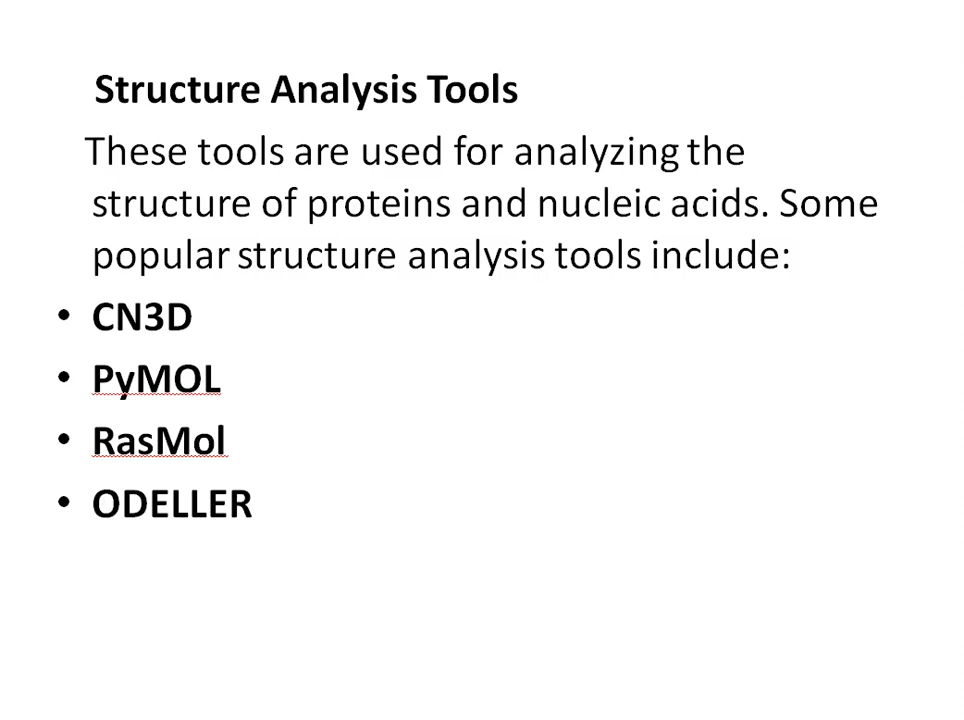 Structure Analysis Tools
These tools are used for analyzing the
structure of proteins and nucleic acids. Some
popular structure analysis tools include:
• CN3D
• PyMOL
• RasMol
• ODELLER